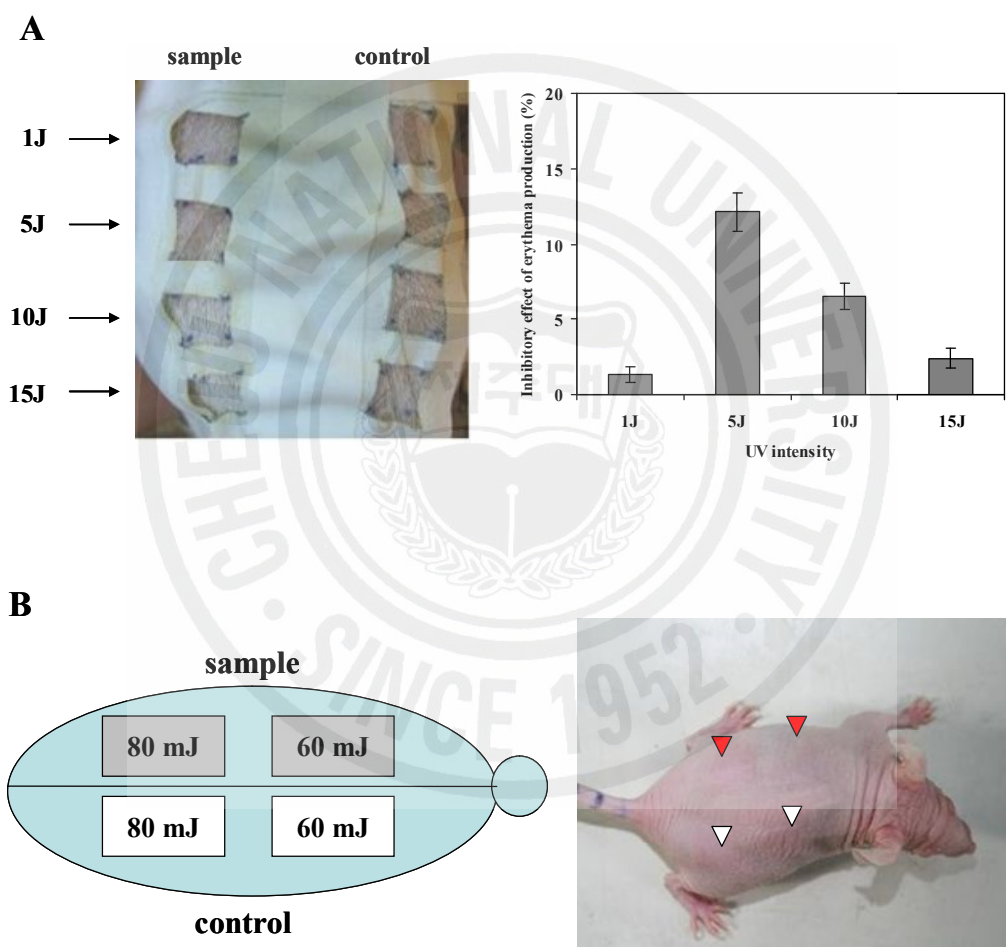 A
sample control
1J
5J
10J
15J
Inhibitory effect of erythema production (%)
20
15
10
5
0
1J 5J 10J 15J
UV intensity
B
sample
80 mJ 60 mJ
80 mJ 60 mJ
control
NATIONAL UNIVERSITY
SINCE 1952